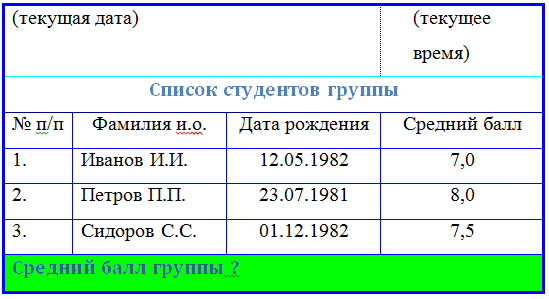 (текущая дата) (текущее
время)
Список студентов группы
№ п/п Фамилия и.о. Дата рождения Средний балл
1. Иванов И.И. 12.05.1982 7,0
2. Петров П.П. 23.07.1981 8,0
3. Сидоров С.С. 01.12.1982 7,5
Средний балл группы ?